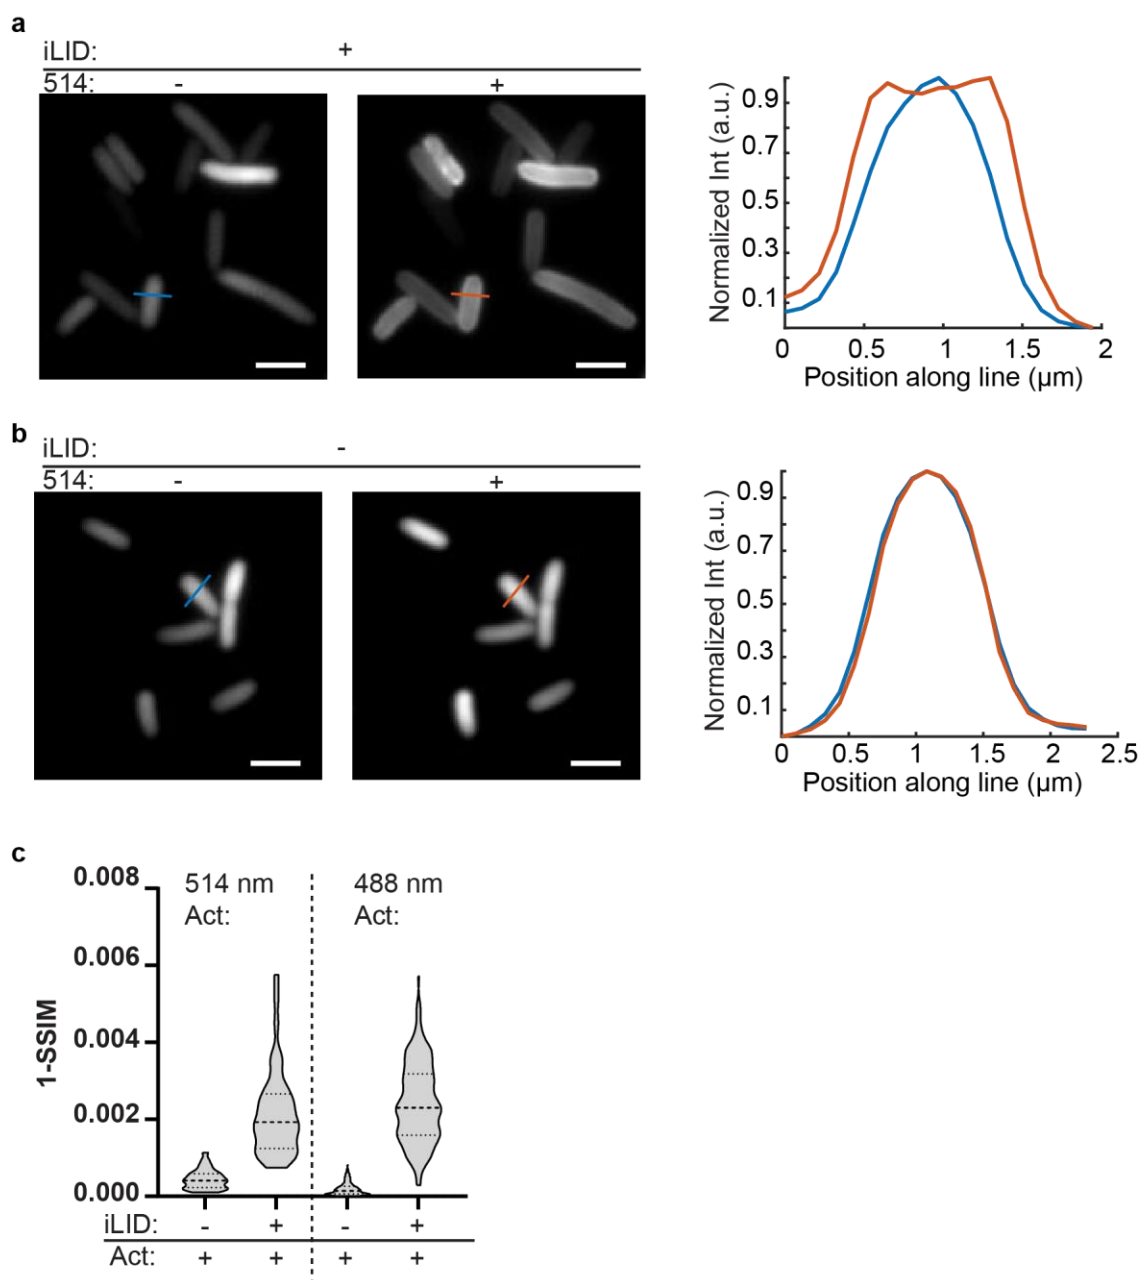 a
iLID: +
514: - +
0.9
0.7
0.5
0.3
0.1
Normalized Int (a.u.)
0 0.5 1 1.5 2
Position along line (µm)
b
iLID: -
514: - +
0.9
0.7
0.5
0.3
0.1
Normalized Int (a.u.)
0 0.5 1 1.5 2 2.5
Position along line (µm)
c
0.008
0.006
0.004
0.002
0.000
1-SSIM
514 nm 488 nm
Act: Act:
iLID: - + - +
Act: + + + +